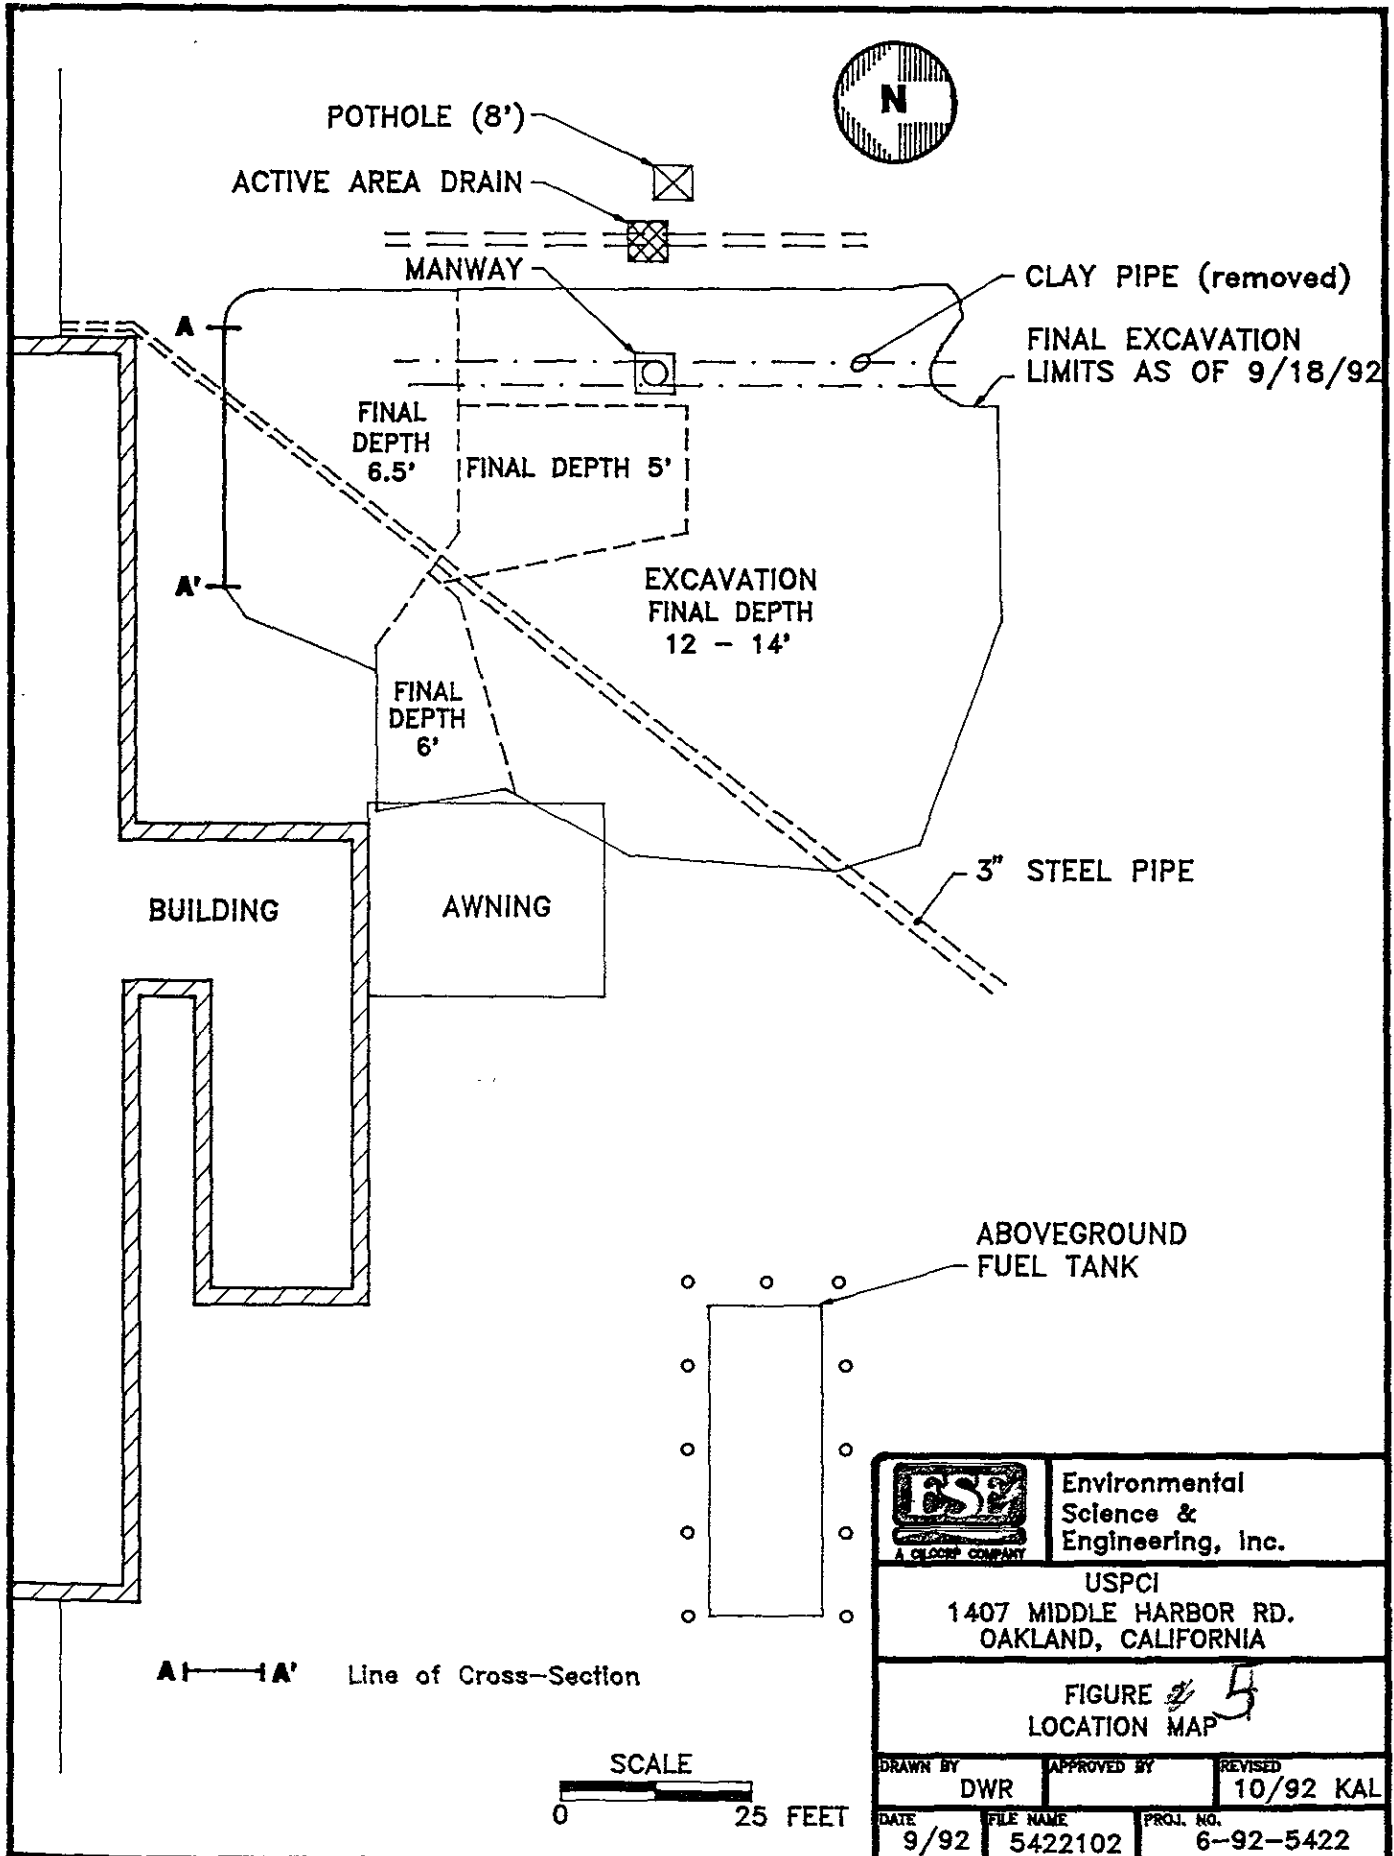 N
POTHOLE (8')
ACTIVE AREA DRAIN
MANWAY
CLAY PIPE (removed)
FINAL EXCAVATION
LIMITS AS OF 9/18/92
A
FINAL
DEPTH
6.5'
FINAL DEPTH 5'
A'
EXCAVATION
FINAL DEPTH
12 - 14'
FINAL
DEPTH
6'
3" STEEL PIPE
BUILDING
AWNING
ABOVEGROUND
FUEL TANK
ESE
A CILCORP COMPANY
Environmental
Science &
Engineering, Inc.
USPCI
1407 MIDDLE HARBOR RD.
OAKLAND, CALIFORNIA
A A' Line of Cross-Section
FIGURE 5
LOCATION MAP
SCALE
0 25 FEET
DRAWN BY
DWR
APPROVED BY
REVISED
10/92 KAL
DATE
9/92
FILE NAME
5422102
PROJ. NO.
6-92-5422